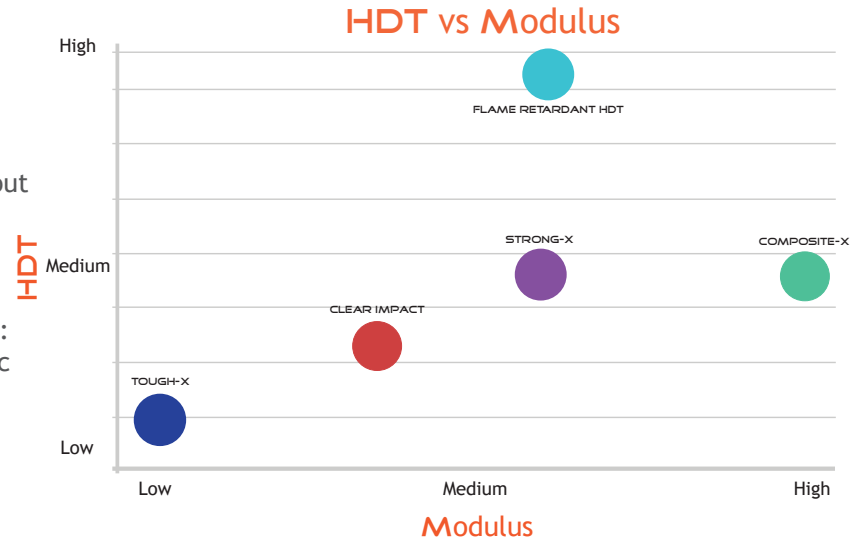 HDT vs Modulus
High
FLAME RETARDANT HDT
out
STRONG-X
COMPOSITE-X
HDT
Medium
CLEAR IMPACT
:
c
TOUGH-X
Low
Low
Medium
High
Modulus